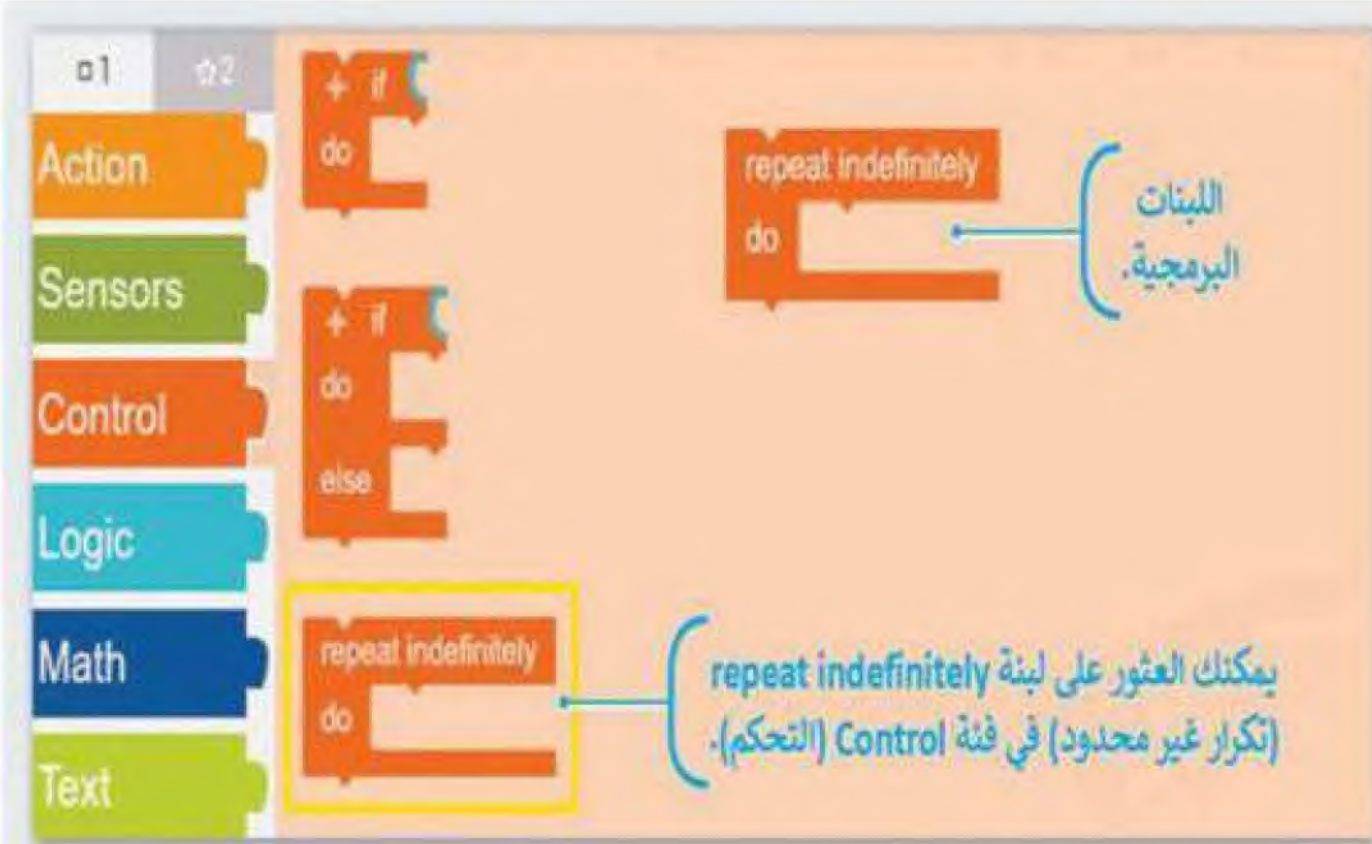 1
2
Action
Sensors
Control
Logic
Math
Text
+ if
do
+ if
do
else
repeat indefinitely
do
repeat indefinitely
do
اللبنات
البرمجية.
يمكنك العثور على لبنة repeat indefinitely
(تكرار غير محدود) في فئة Control (التحكم).